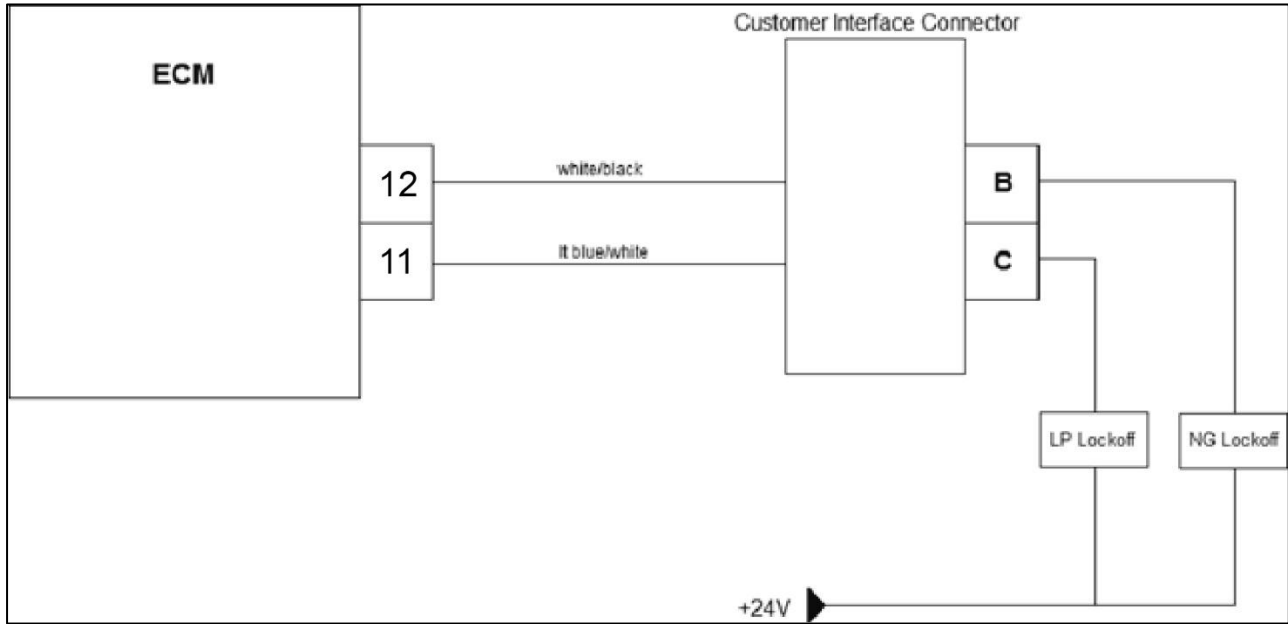 Customer Interface Connector
ECM
12
white/black
B
11
lt blue/white
C
LP Lockoff
NG Lockoff
+24V